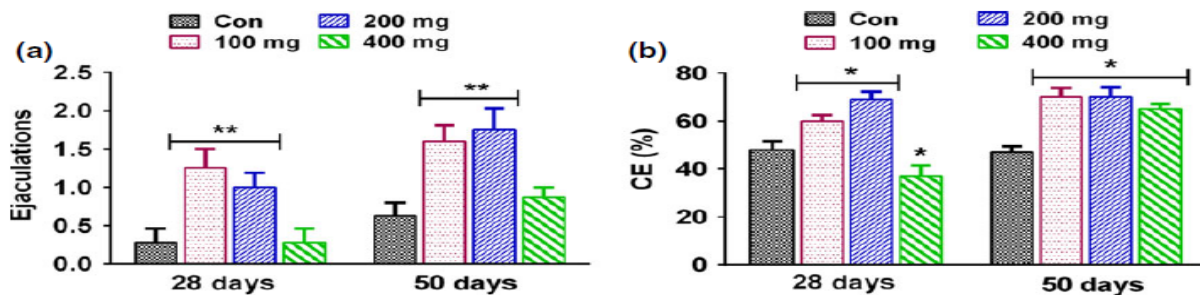 (a)
Con
200 mg
100 mg
400 mg
Ejaculations
2.5
2.0
1.5
1.0
0.5
0.0
**
**
28 days
50 days
(b)
Con
200 mg
100 mg
400 mg
CE (%)
80
60
40
20
0
*
*
*
28 days
50 days